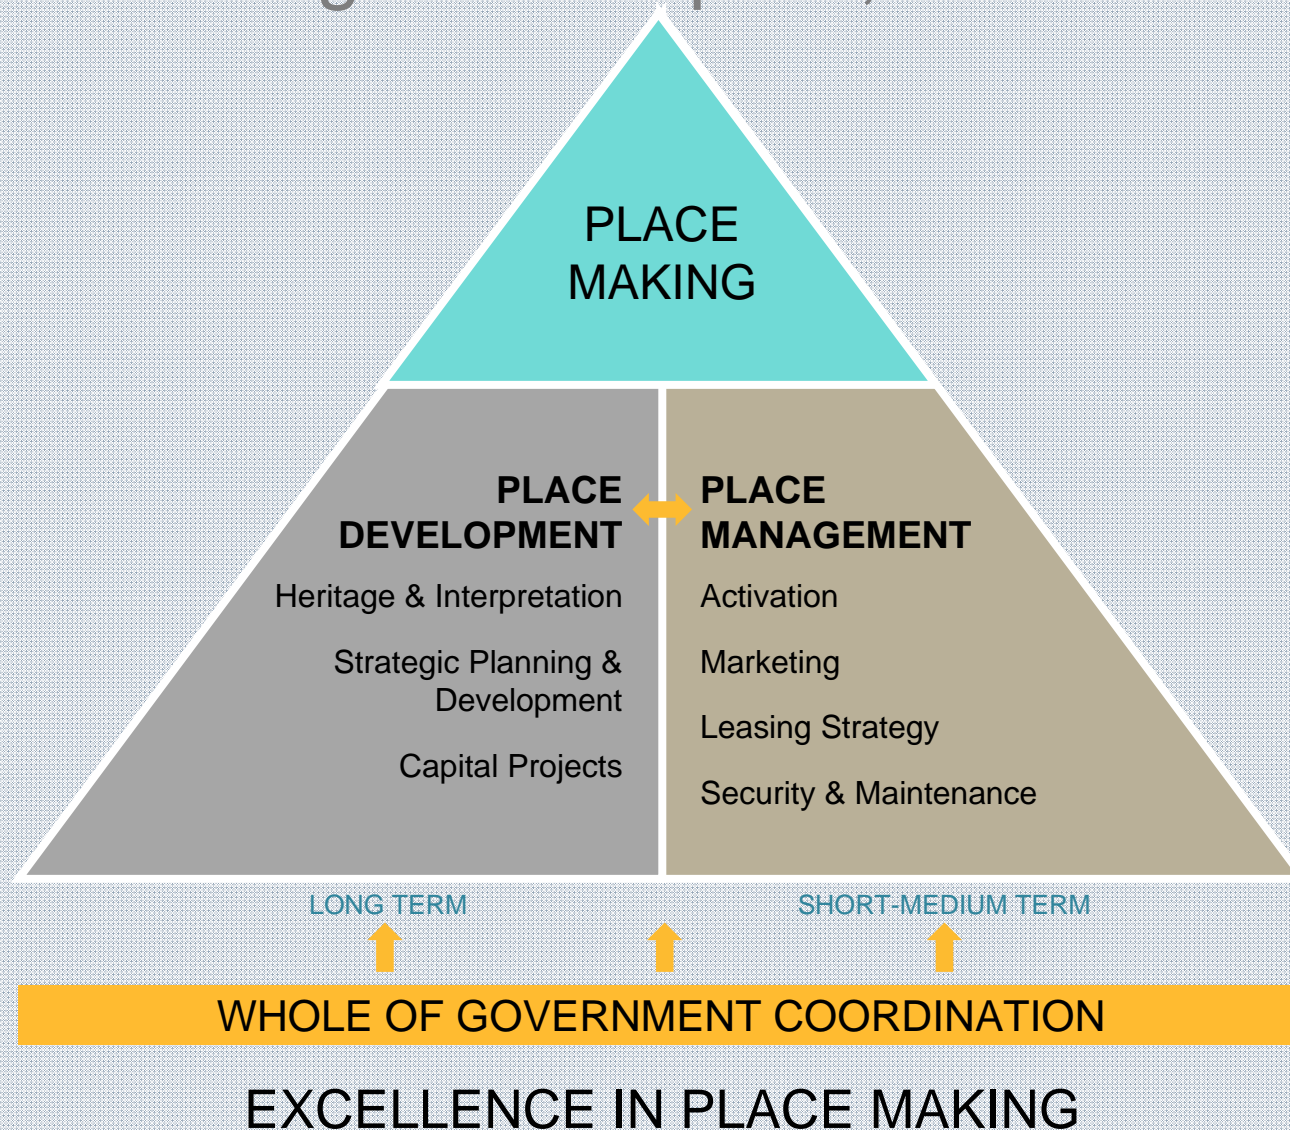 PLACE
MAKING
PLACE
DEVELOPMENT
Heritage & Interpretation
Strategic Planning &
Development
Capital Projects
PLACE
MANAGEMENT
Activation
Marketing
Leasing Strategy
Security & Maintenance
LONG TERM
SHORT-MEDIUM TERM
WHOLE OF GOVERNMENT COORDINATION
EXCELLENCE IN PLACE MAKING